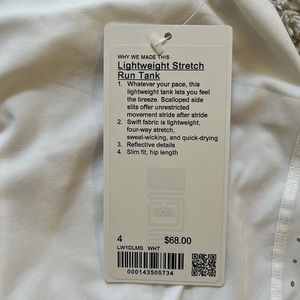 WHY WE MADE THIS
Lightweight Stretch
Run Tank
1. Whatever your pace, this
lightweight tank lets you feel
the breeze. Scalloped side
slits offer unrestricted
movement stride after stride
2. Swift fabric is lightweight,
four-way stretch,
sweat-wicking, and quick-drying
3. Reflective details
4. Slim fit, hip length
4 $68.00
LW1DLMS WHT
000143505734